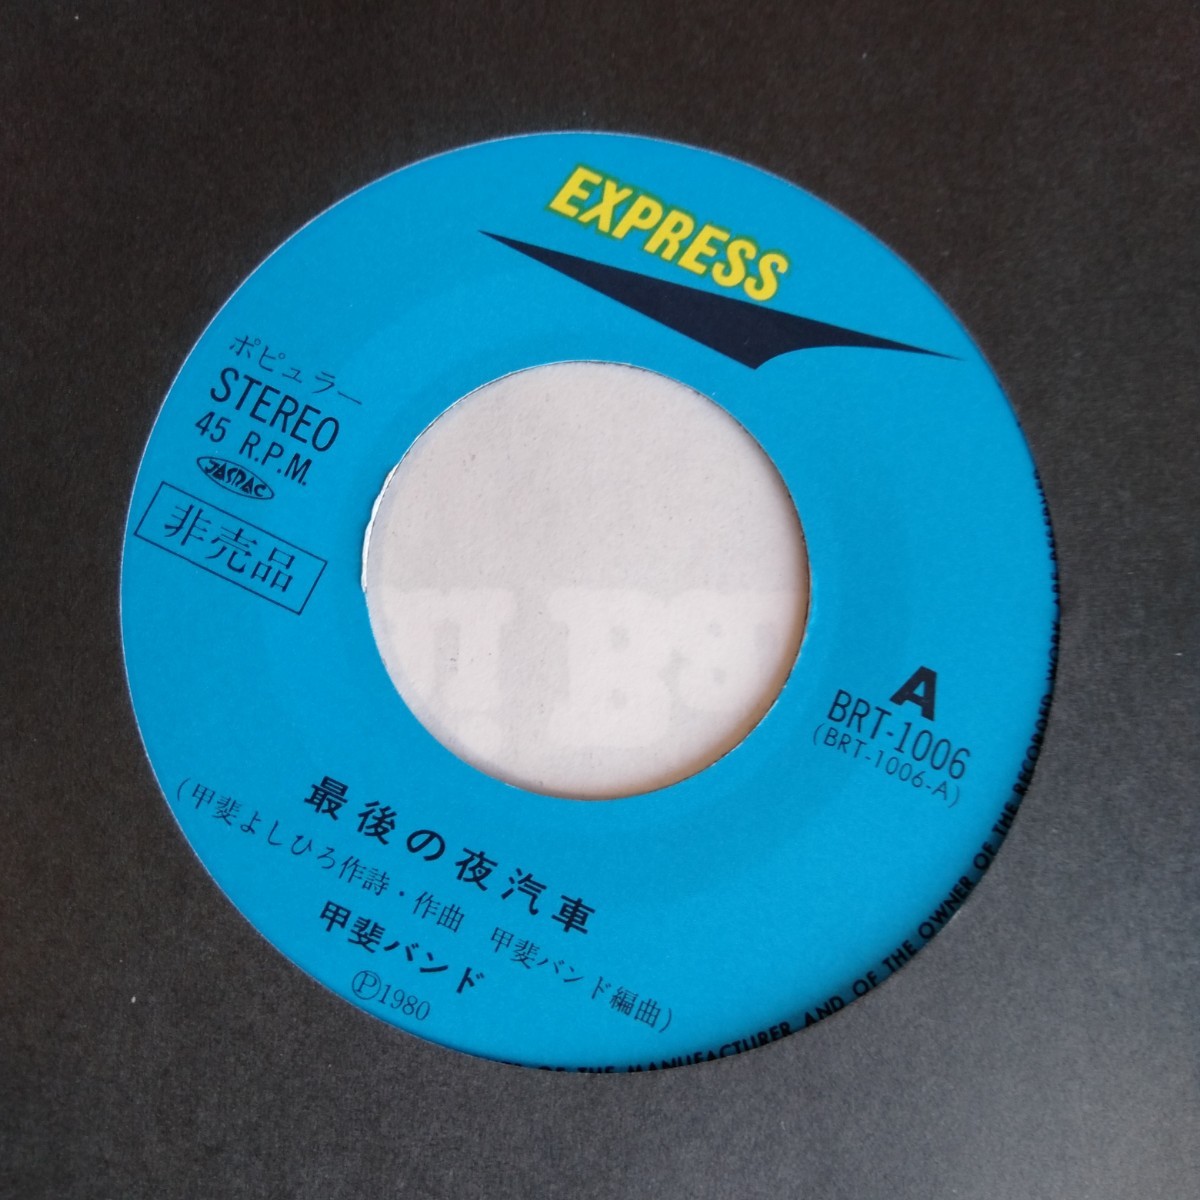 EXPRESS
ポピュラー
STEREO
45 R.P.M.
JASRAC
非売品
A
BRT-1006
(BRT-1006-A)
最後の夜汽車
(甲斐よしひろ作詩・作曲 甲斐バンド編曲)
甲斐バンド
Ⓟ1980
OF THE MANUFACTURER AND OF THE OWNER OF THE RECORDED WORK